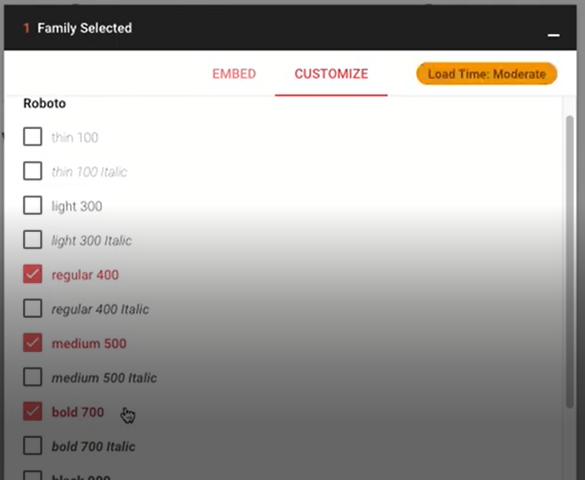 1 Family Selected
EMBED CUSTOMIZE Load Time: Moderate
Roboto
thin 100
thin 100 Italic
light 300
light 300 Italic
regular 400
regular 400 Italic
medium 500
medium 500 Italic
bold 700
bold 700 Italic